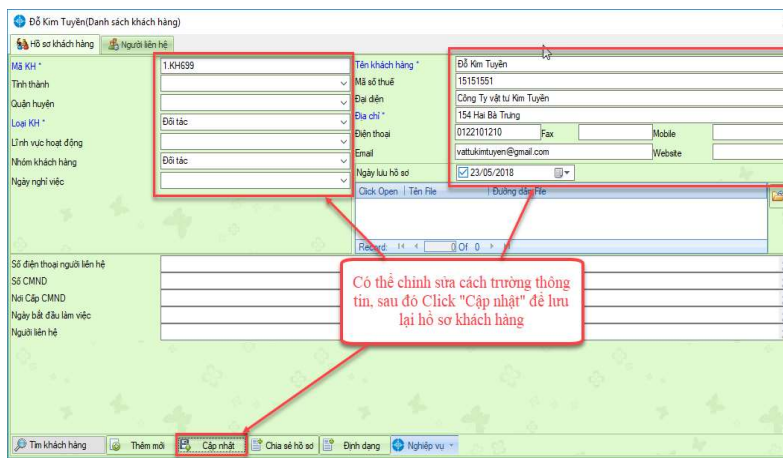 Đỗ Kim Tuyền(Danh sách khách hàng)
Hồ sơ khách hàng Người liên hệ
Mã KH * 1.KH699 Tên khách hàng * Đỗ Kim Tuyền
Tỉnh thành Mã số thuế 15151551
Quận huyện Đại diện Công Ty vật tư Kim Tuyền
Loại KH * Đối tác Địa chỉ * 154 Hai Bà Trưng
Lĩnh vực hoạt động Điện thoại 0122101210 Fax Mobile
Nhóm khách hàng Đối tác Email vattukimtuyen@gmail.com Website
Ngày nghỉ việc Ngày lưu hồ sơ 23/05/2018
Click Open Tên File Đường dẫn File
Record: 0 Of 0
Số điện thoại người liên hệ
Số CMND
Nơi Cấp CMND
Ngày bắt đầu làm việc
Người liên hệ
Có thể chỉnh sửa cách trường thông
tin, sau đó Click "Cập nhật" để lưu
lại hồ sơ khách hàng
Tìm khách hàng Thêm mới Cập nhật Chia sẻ hồ sơ Định dạng Nghiệp vụ